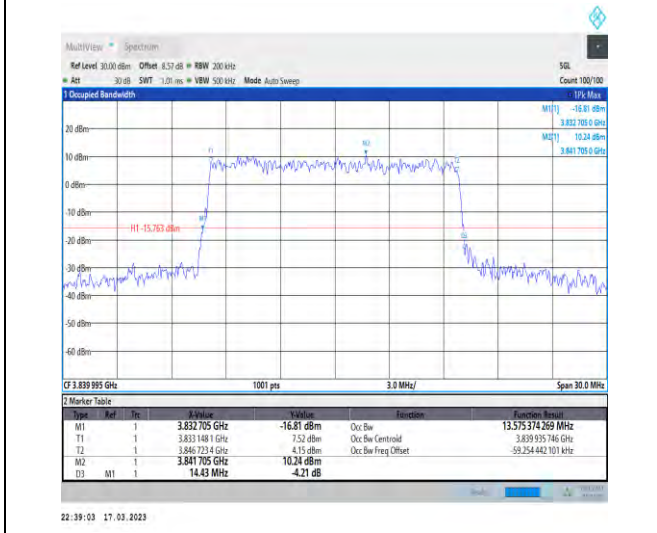 MultiView Spectrum
Ref Level 30.00 dBm Offset 8.57 dB RBW 200 kHz SGL
Att 30 dB SWT 1.01 ms VBW 500 kHz Mode Auto Sweep Count 100/100
1 Occupied Bandwidth 1Pk Max
M1[1] -16.81 dBm
3.832 705 0 GHz
M2[1] 10.24 dBm
3.841 705 0 GHz
20 dBm
M2
T1
T2
10 dBm
0 dBm
-10 dBm
M1
H1 -15.763 dBm
D3
-20 dBm
-30 dBm
-40 dBm
-50 dBm
-60 dBm
CF 3.839 995 GHz 1001 pts 3.0 MHz/ Span 30.0 MHz
2 Marker Table
Type Ref Trc X-Value Y-Value Function Function Result
M1 1 3.832 705 GHz -16.81 dBm Occ Bw 13.575 374 269 MHz
T1 1 3.833 148 1 GHz 7.52 dBm Occ Bw Centroid 3.839 935 746 GHz
T2 1 3.846 723 4 GHz 4.15 dBm Occ Bw Freq Offset -59.254 442 101 kHz
M2 1 3.841 705 GHz 10.24 dBm
D3 M1 1 14.43 MHz -4.21 dB
22:39:03 17.03.2023